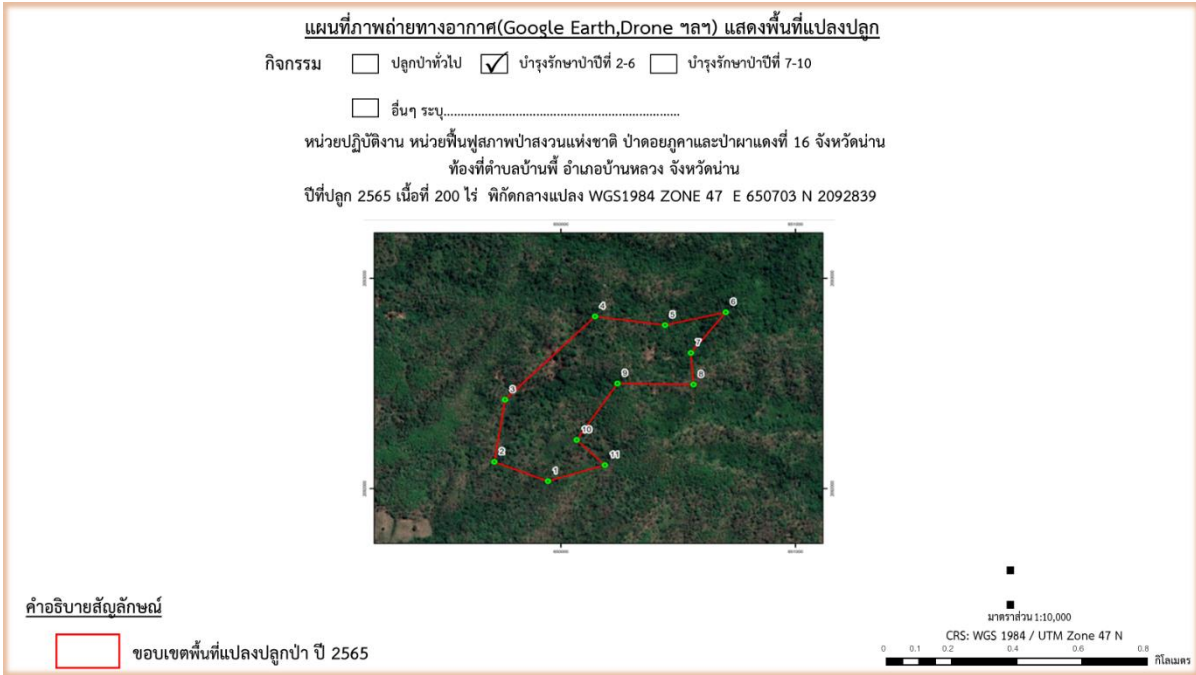 แผนที่ภาพถ่ายทางอากาศ(Google Earth,Drone ฯลฯ) แสดงพื้นที่แปลงปลูก
กิจกรรม ปลูกป่าทั่วไป ✓ บำรุงรักษาป่าปีที่ 2-6 บำรุงรักษาป่าปีที่ 7-10
อื่นๆ ระบุ....................................................................
หน่วยปฏิบัติงาน หน่วยฟื้นฟูสภาพป่าสงวนแห่งชาติ ป่าดอยภูคาและป่าผาแดงที่ 16 จังหวัดน่าน
ท้องที่ตำบลบ้านพี้ อำเภอบ้านหลวง จังหวัดน่าน
ปีที่ปลูก 2565 เนื้อที่ 200 ไร่ พิกัดกลางแปลง WGS1984 ZONE 47 E 650703 N 2092839
4
5
6
7
8
9
3
10
11
2
1
คำอธิบายสัญลักษณ์
ขอบเขตพื้นที่แปลงปลูกป่า ปี 2565
มาตราส่วน 1:10,000
CRS: WGS 1984 / UTM Zone 47 N
0 0.1 0.2 0.4 0.6 0.8
กิโลเมตร